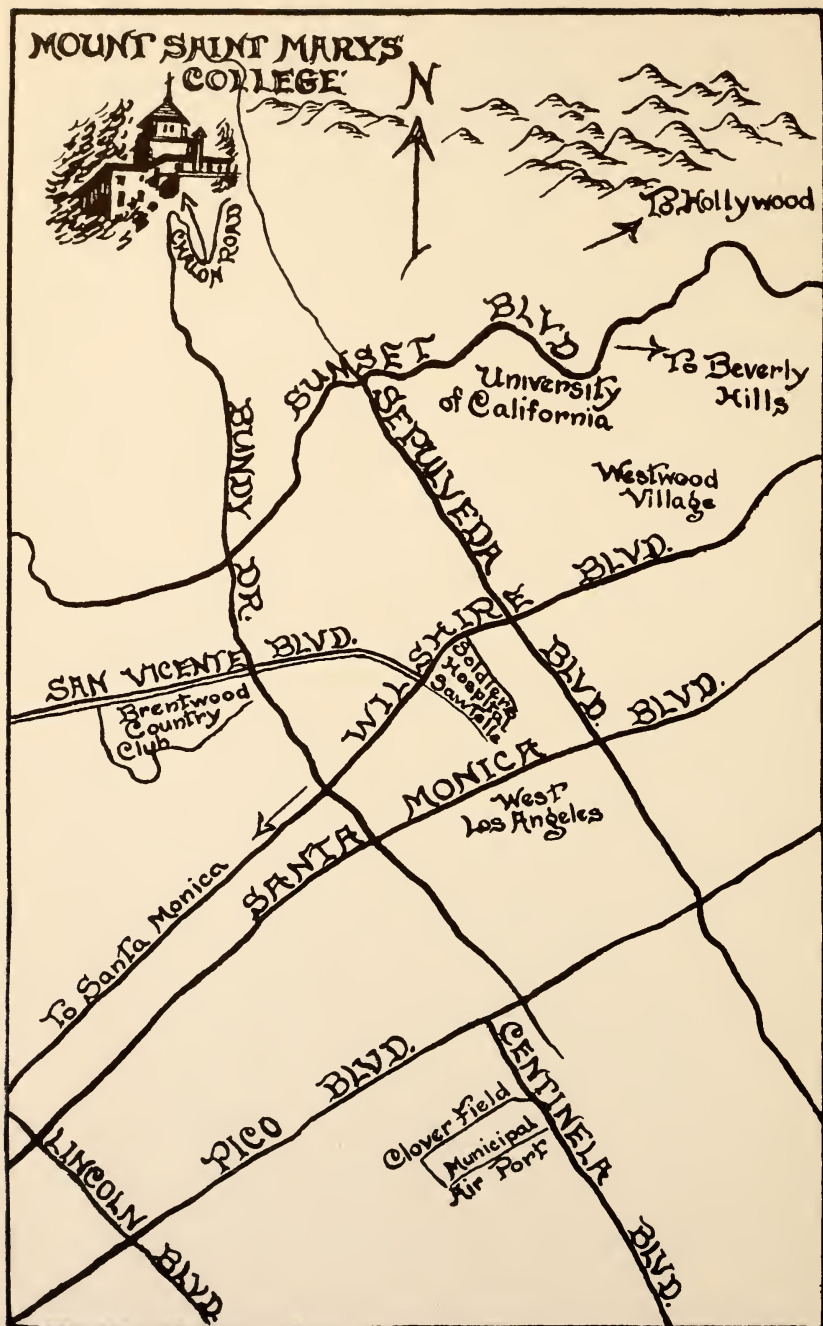 MOUNT SAINT MARYS
COLLEGE
N
To Hollywood
CHALON ROAD
SUNSET BLVD
To Beverly
Hills
University
of California
BUNDY DR.
SEPULVEDA BLVD.
Westwood
Village
WILSHIRE BLVD.
SAN VICENTE BLVD.
Brentwood
Country
Club
Soldiers
Hospital
Sawtelle
SANTA MONICA BLVD.
West
Los Angeles
To Santa Monica
PICO BLVD.
CENTINELA BLVD.
Clover Field
Municipal
Air Port
LINCOLN BLVD.